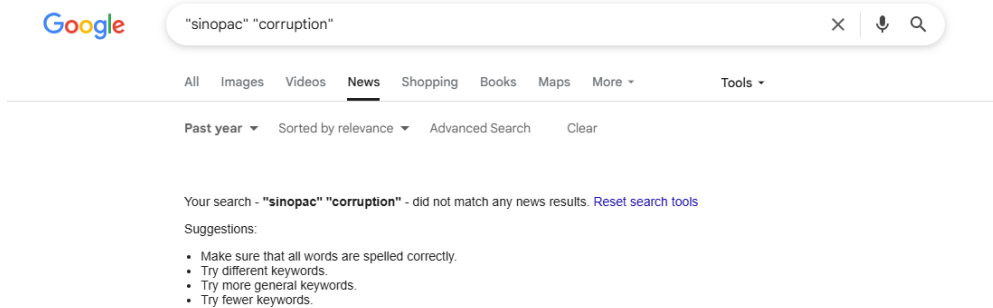 Google "sinopac" "corruption"
All Images Videos News Shopping Books Maps More Tools
Past year Sorted by relevance Advanced Search Clear
Your search - "sinopac" "corruption" - did not match any news results. Reset search tools
Suggestions:
• Make sure that all words are spelled correctly.
• Try different keywords.
• Try more general keywords.
• Try fewer keywords.